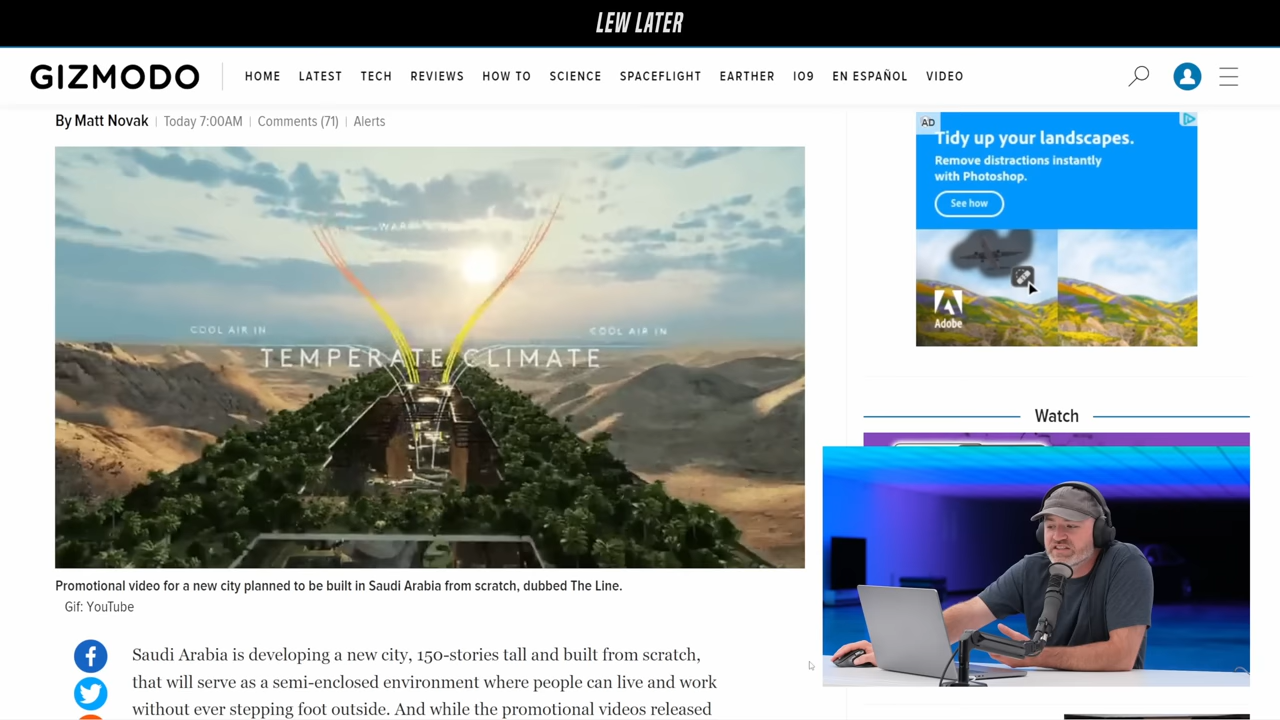 LEW LATER
GIZMODO
HOME LATEST TECH REVIEWS HOW TO SCIENCE SPACEFLIGHT EARTHER IO9 EN ESPAÑOL VIDEO
By Matt Novak | Today 7:00AM | Comments (71) | Alerts
AD
Tidy up your landscapes.
Remove distractions instantly
with Photoshop.
See how
Adobe
COOL AIR IN
COOL AIR IN
TEMPERATE CLIMATE
Watch
Promotional video for a new city planned to be built in Saudi Arabia from scratch, dubbed The Line.
Gif: YouTube
Saudi Arabia is developing a new city, 150-stories tall and built from scratch,
that will serve as a semi-enclosed environment where people can live and work
without ever stepping foot outside. And while the promotional videos released